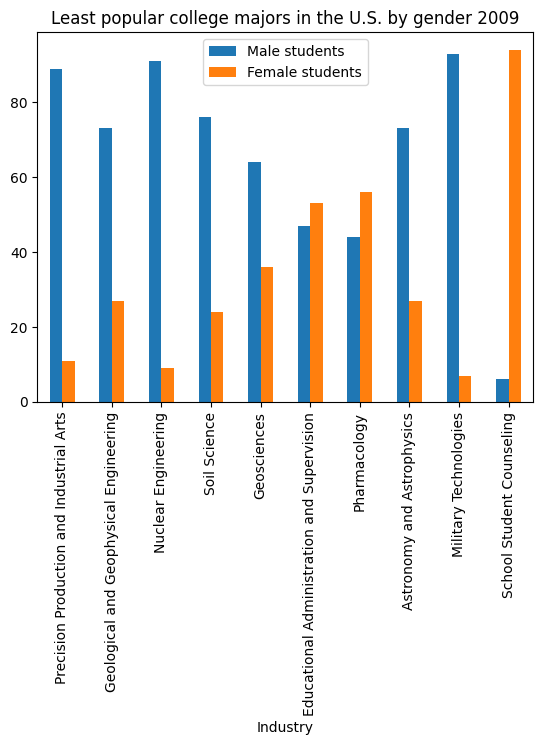 Least popular college majors in the U.S. by gender 2009
Male students
Female students
80
60
40
20
0
Precision Production and Industrial Arts
Geological and Geophysical Engineering
Nuclear Engineering
Soil Science
Geosciences
Educational Administration and Supervision
Pharmacology
Astronomy and Astrophysics
Military Technologies
School Student Counseling
Industry